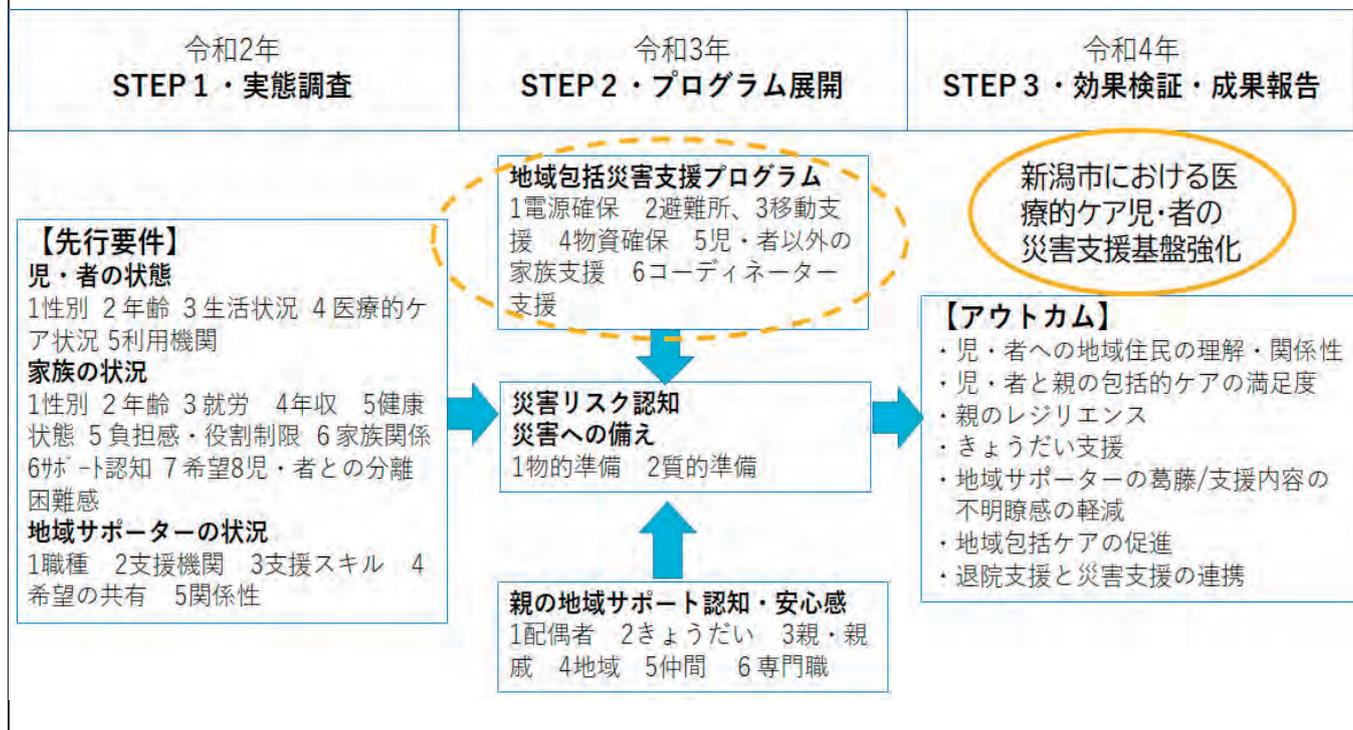 令和2年
STEP１・実態調査
令和3年
STEP２・プログラム展開
令和4年
STEP３・効果検証・成果報告
【先行要件】
児・者の状態
1性別 ２年齢 ３生活状況 ４医療的ケ
ア状況 5利用機関
家族の状況
1性別 ２年齢 ３就労　4年収　5健康
状態 ５負担感・役割制限 ６家族関係
6ｻﾎﾟｰﾄ認知 ７希望8児・者との分離
困難感
地域サポーターの状況
1職種　2支援機関　3支援スキル　4
希望の共有　5関係性
地域包括災害支援プログラム
1電源確保　2避難所、3移動支
援　4物資確保　5児・者以外の
家族支援　6コーディネーター
支援
災害リスク認知
災害への備え
1物的準備　2質的準備
親の地域サポート認知・安心感
1配偶者　2きょうだい　3親・親
戚　4地域　5仲間　６専門職
新潟市における医
療的ケア児・者の
災害支援基盤強化
【アウトカム】
・児・者への地域住民の理解・関係性
・児・者と親の包括的ケアの満足度
・親のレジリエンス
・きょうだい支援
・地域サポーターの葛藤/支援内容の
不明瞭感の軽減
・地域包括ケアの促進
・退院支援と災害支援の連携